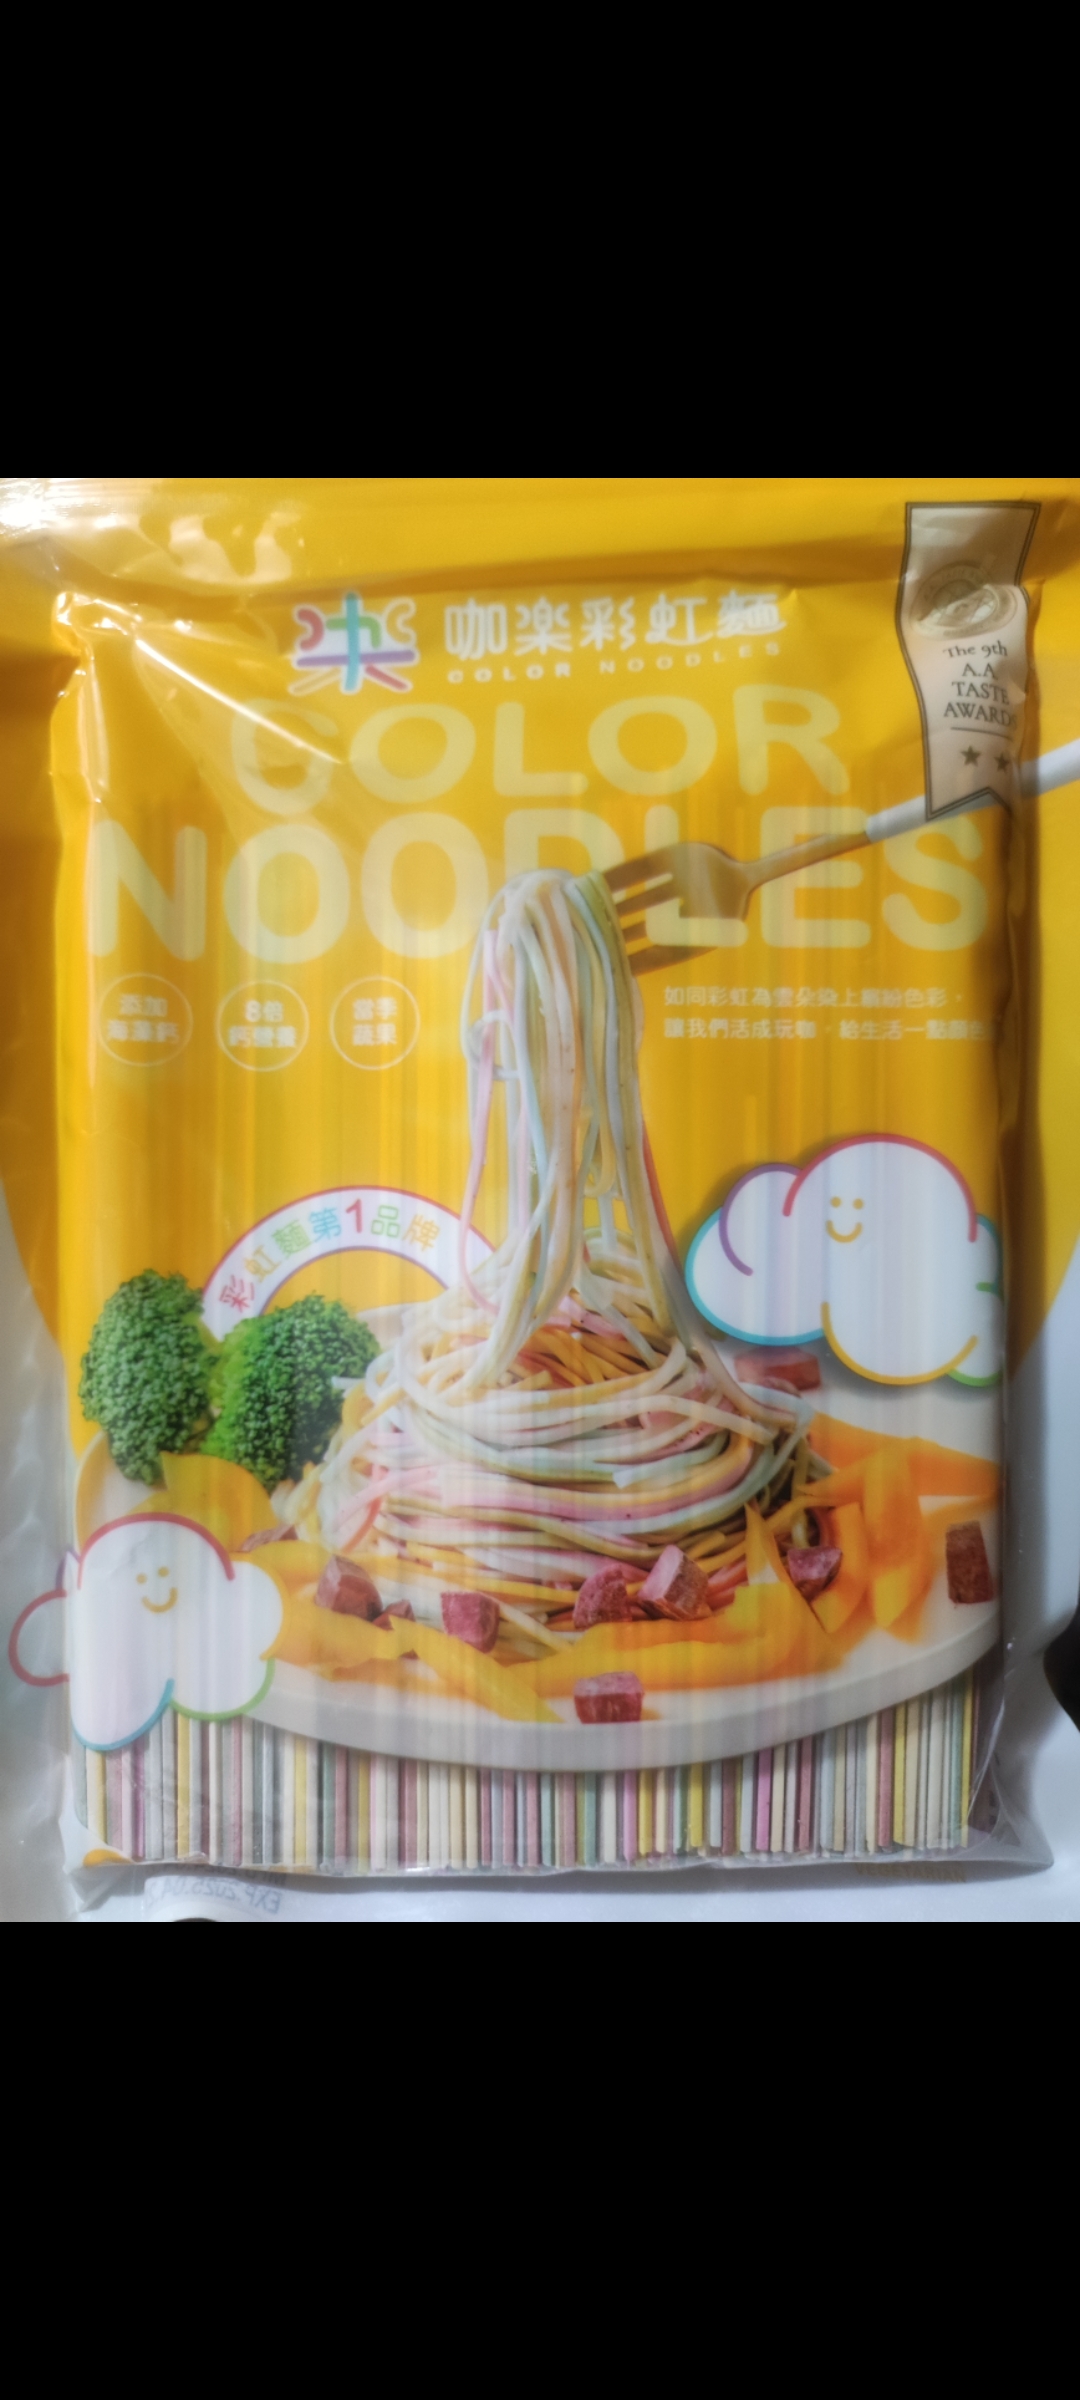 咖楽彩虹麵
COLOR NOODLES
COLOR
NOODLES
The 9th
A.A.
TASTE
AWARDS
添加
海藻鈣
8倍
鈣營養
當季
蔬果
如同彩虹為雲朵染上繽紛色彩，
讓我們活成玩咖，給生活一點顏色
彩虹麵第1品牌